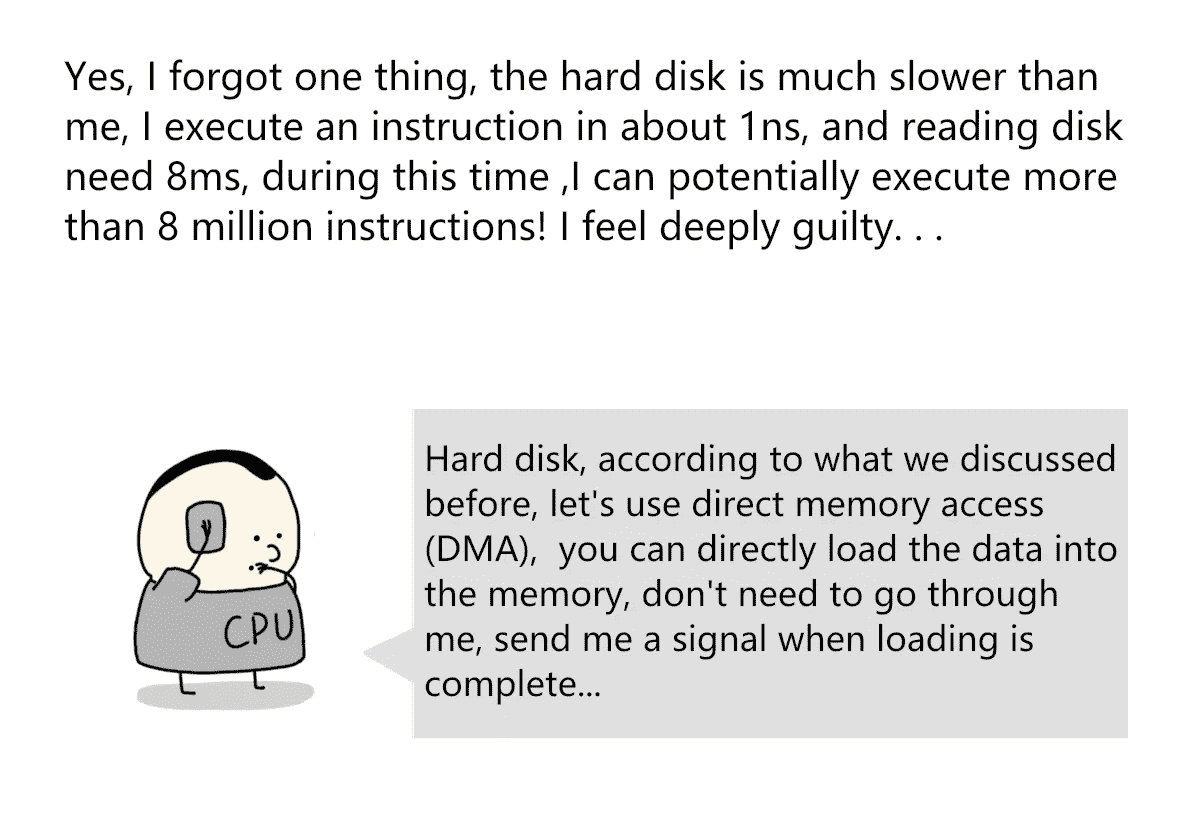 Yes, I forgot one thing, the hard disk is much slower than
me, I execute an instruction in about 1ns, and reading disk
need 8ms, during this time ,I can potentially execute more
than 8 million instructions! I feel deeply guilty. . .
Hard disk, according to what we discussed
before, let's use direct memory access
(DMA),  you can directly load the data into
the memory, don't need to go through
me, send me a signal when loading is
complete...
CPU